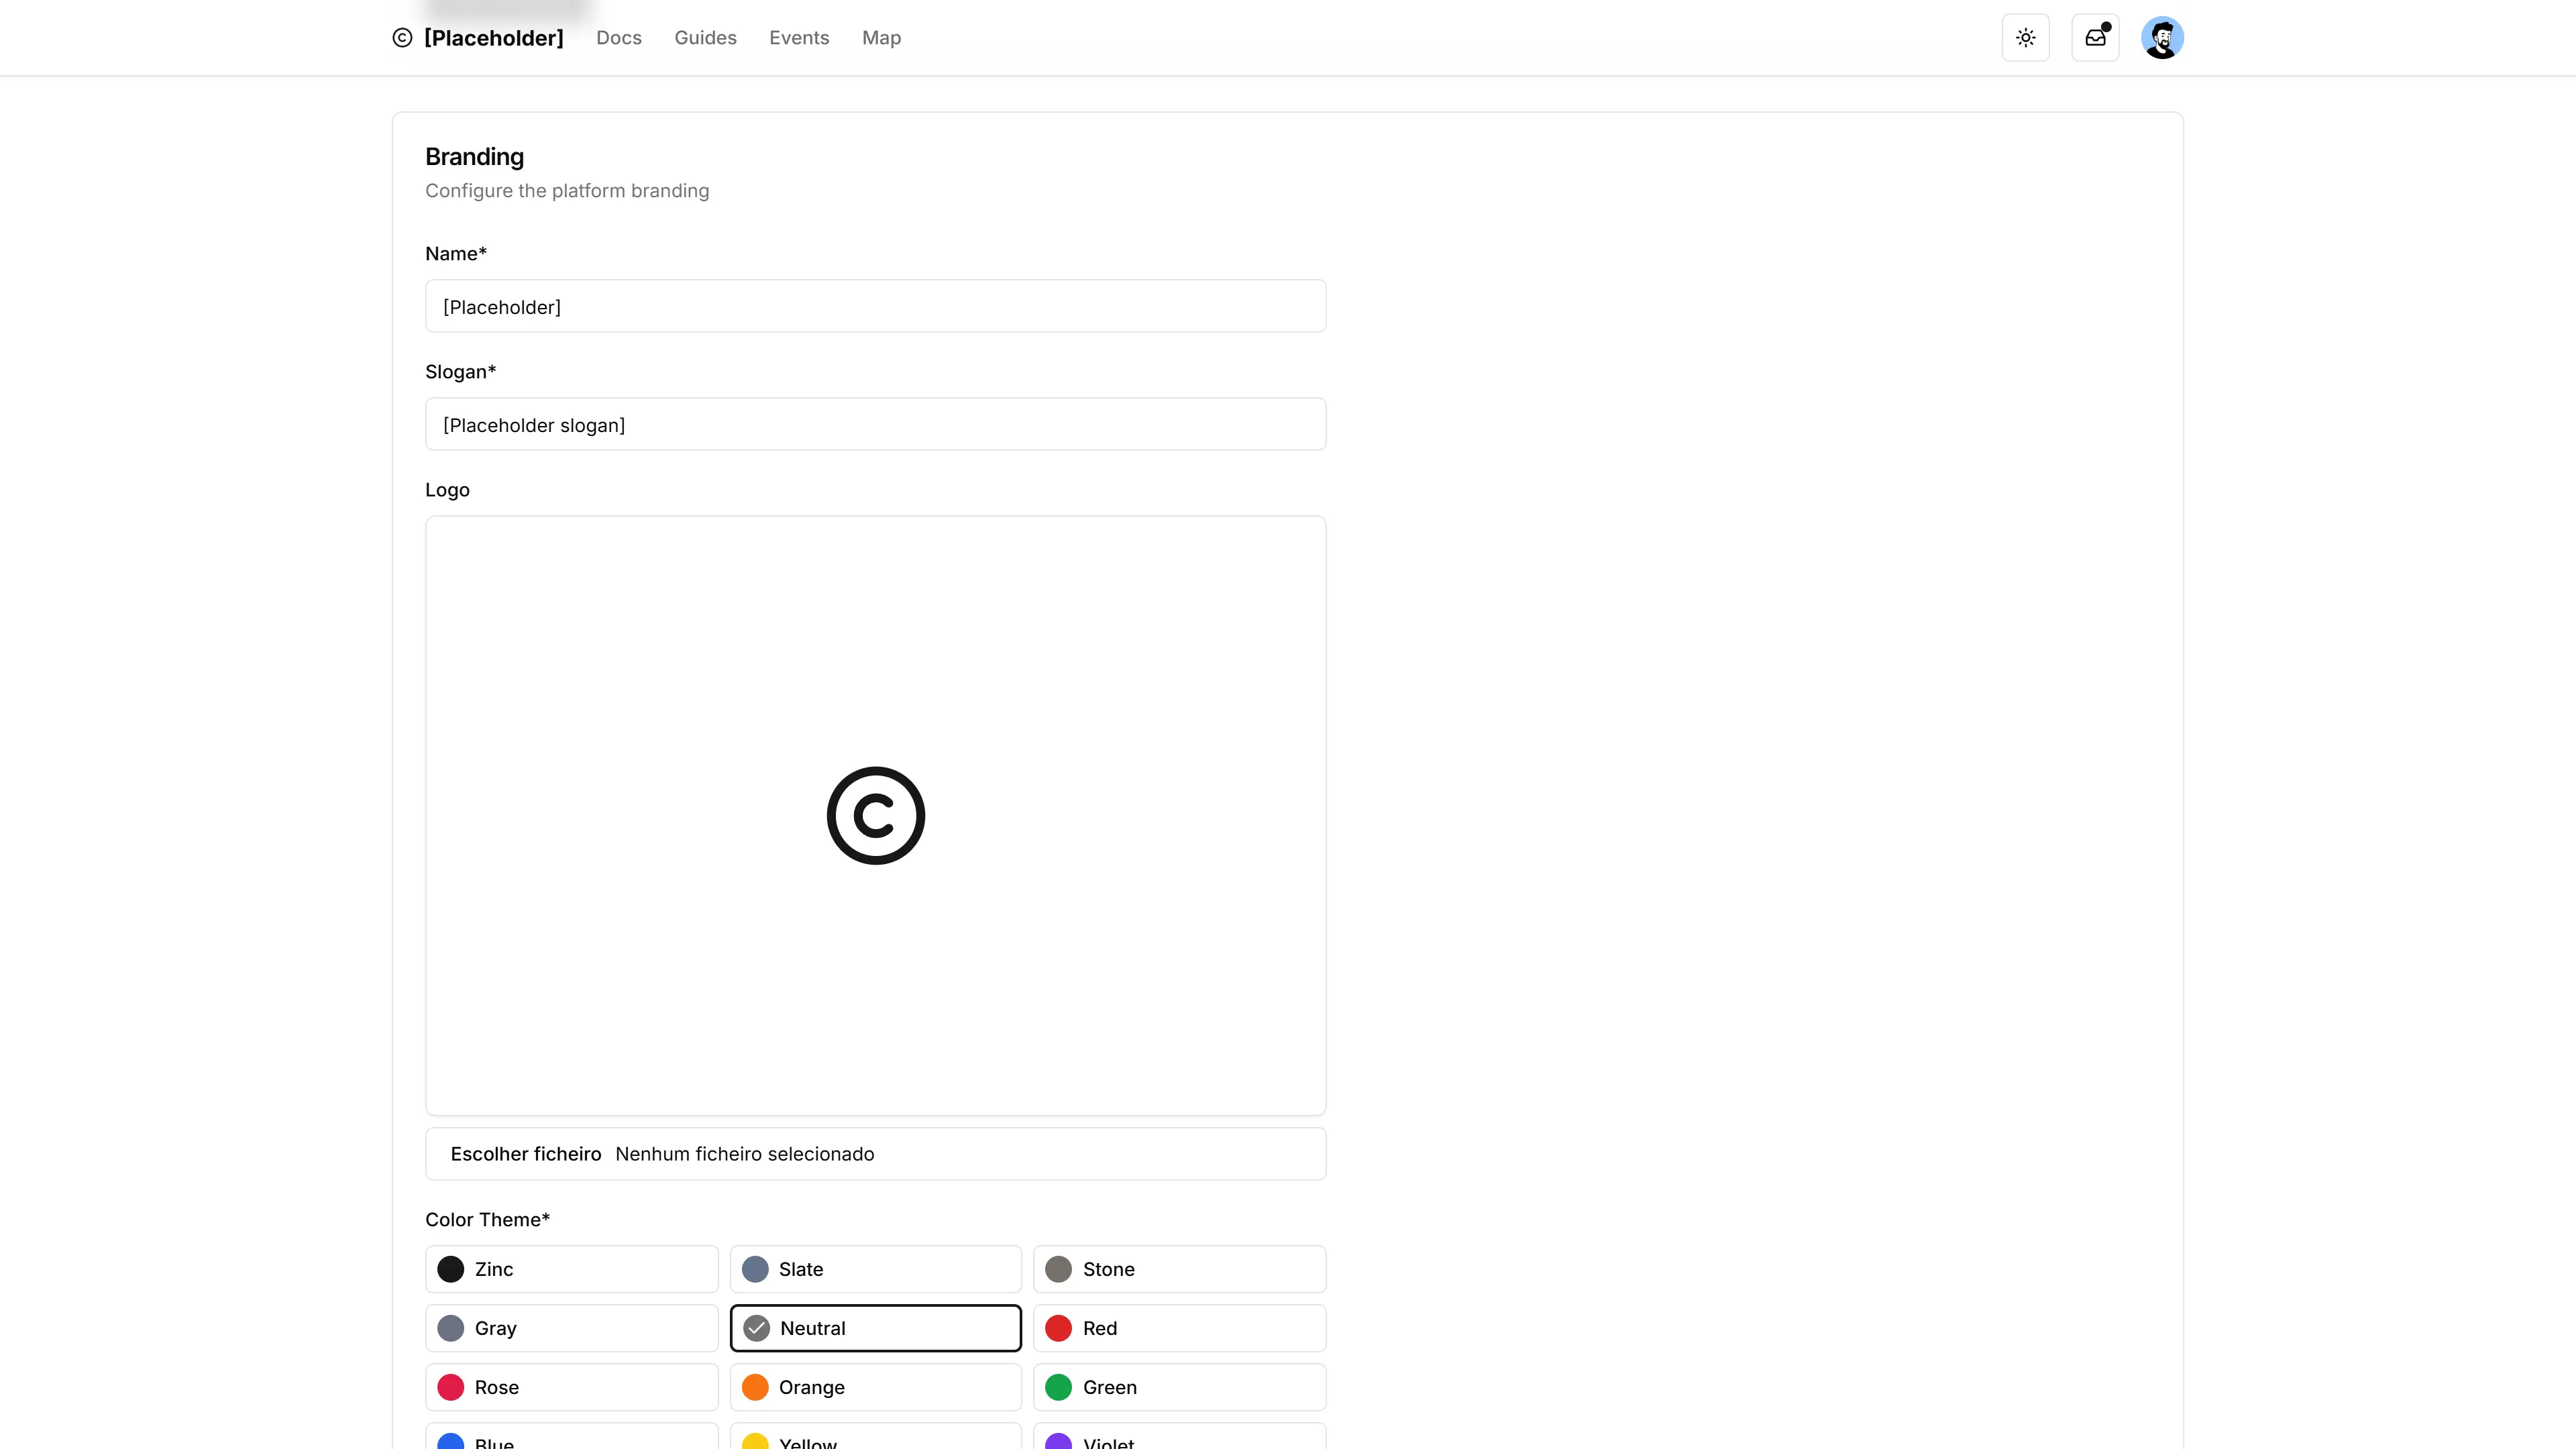 [Placeholder] Docs Guides Events Map
Branding
Configure the platform branding
Name*
[Placeholder]
Slogan*
[Placeholder slogan]
Logo
Escolher ficheiro Nenhum ficheiro selecionado
Color Theme*
Zinc Slate Stone
Gray Neutral Red
Rose Orange Green
Blue Yellow Violet